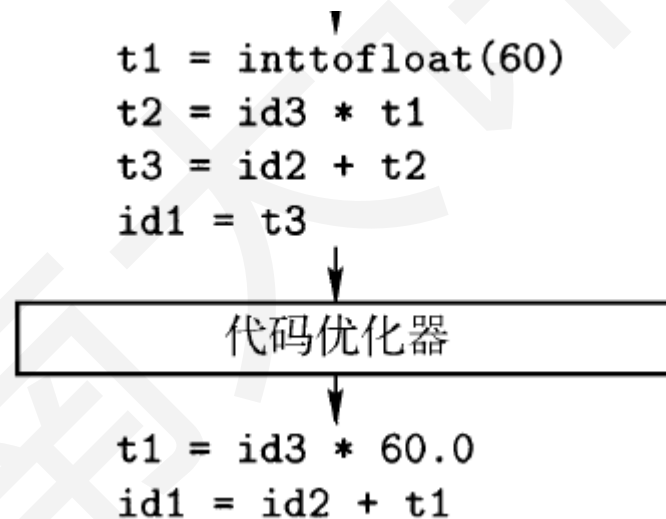 t1 = inttofloat(60)
t2 = id3 * t1
t3 = id2 + t2
id1 = t3
代码优化器
t1 = id3 * 60.0
id1 = id2 + t1